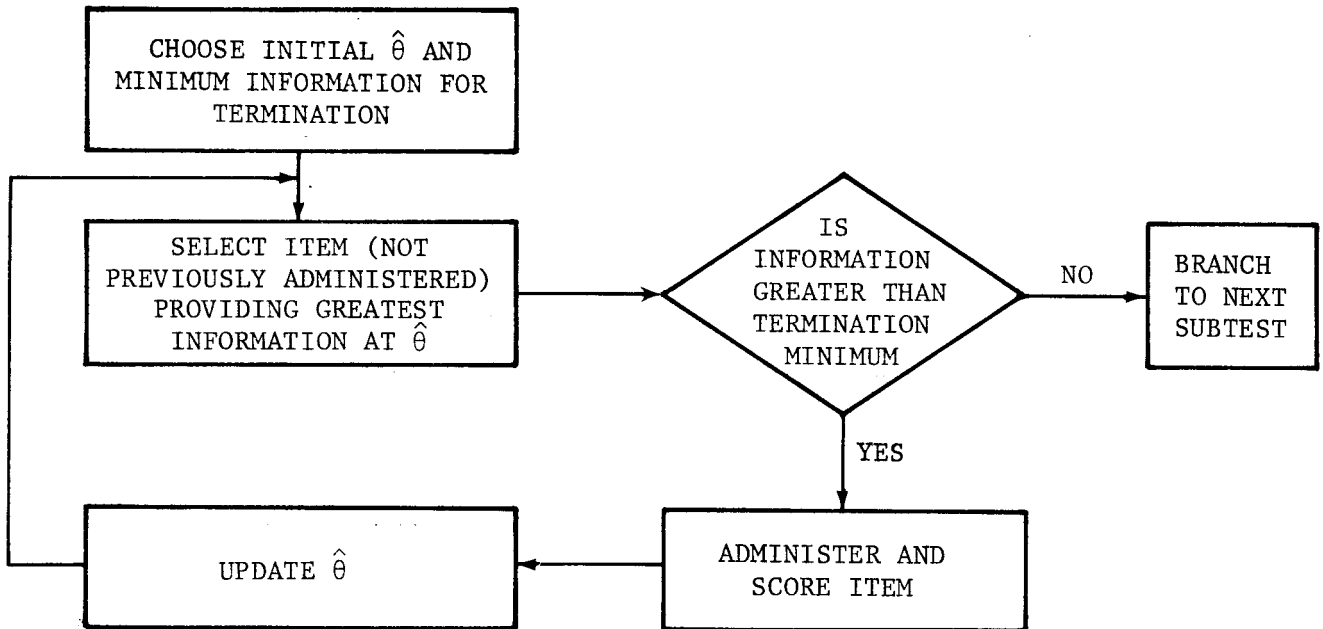 CHOOSE INITIAL θ̂ AND
MINIMUM INFORMATION FOR
TERMINATION
SELECT ITEM (NOT
PREVIOUSLY ADMINISTERED)
PROVIDING GREATEST
INFORMATION AT θ̂
IS
INFORMATION
GREATER THAN
TERMINATION
MINIMUM
NO
BRANCH
TO NEXT
SUBTEST
YES
ADMINISTER AND
SCORE ITEM
UPDATE θ̂